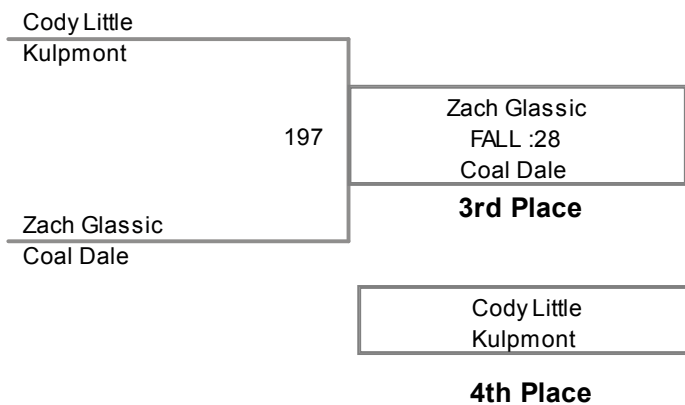 Cody Little
Kulpmont
197
Zach Glassic
FALL :28
Coal Dale
3rd Place
Zach Glassic
Coal Dale
Cody Little
Kulpmont
4th Place